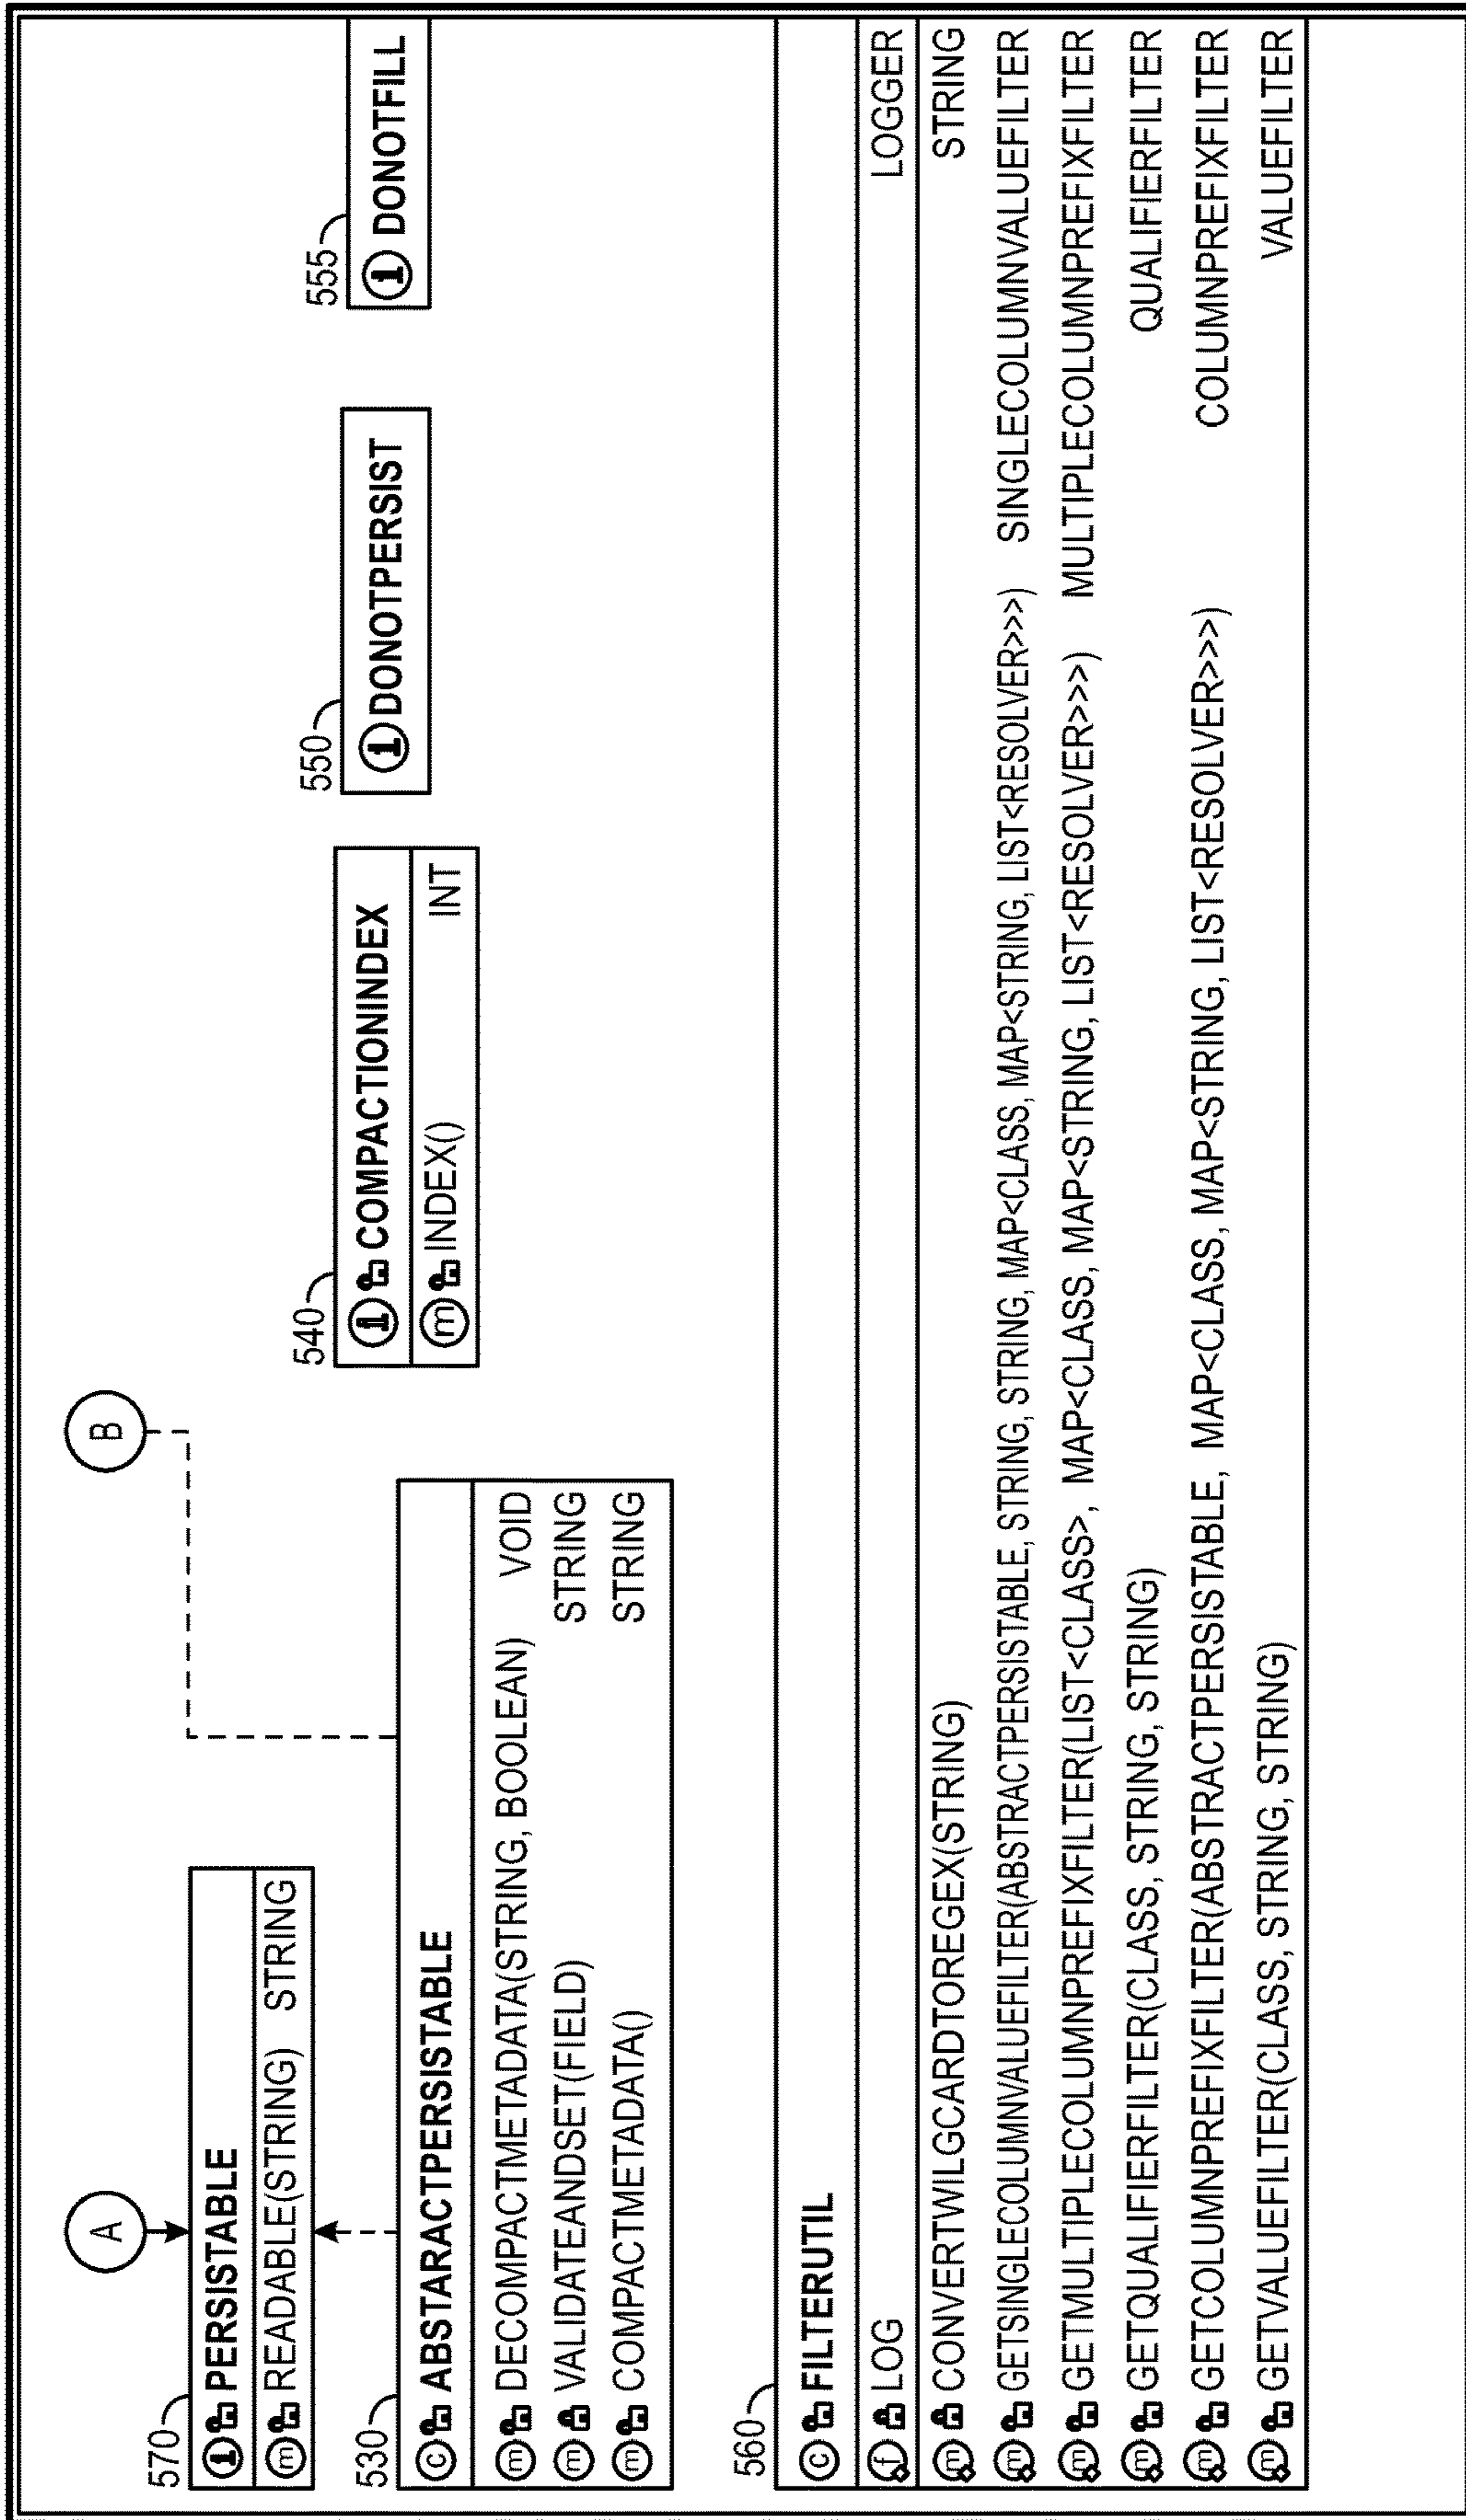 A
B
570
PERSISTABLE
READABLE(STRING) STRING
530
ABSTARACTPERSISTABLE
DECOMPACTMETADATA(STRING, BOOLEAN) VOID
VALIDATEANDSET(FIELD) STRING
COMPACTMETADATA() STRING
540
COMPACTIONINDEX
INDEX() INT
550
DONOTPERSIST
555
DONOTFILL
560
FILTERUTIL
LOG LOGGER
CONVERTWILGCARDTOREGEX(STRING) STRING
GETSINGLECOLUMNVALUEFILTER(ABSTRACTPERSISTABLE, STRING, STRING, STRING, MAP<CLASS, MAP<STRING, LIST<RESOLVER>>>) SINGLECOLUMNVALUEFILTER
GETMULTIPLECOLUMNPREFIXFILTER(LIST<CLASS>, MAP<CLASS, MAP<STRING, LIST<RESOLVER>>>) MULTIPLECOLUMNPREFIXFILTER
GETQUALIFIERFILTER(CLASS, STRING, STRING) QUALIFIERFILTER
GETCOLUMNPREFIXFILTER(ABSTRACTPERSISTABLE, MAP<CLASS, MAP<STRING, LIST<RESOLVER>>>) COLUMNPREFIXFILTER
GETVALUEFILTER(CLASS, STRING, STRING) VALUEFILTER